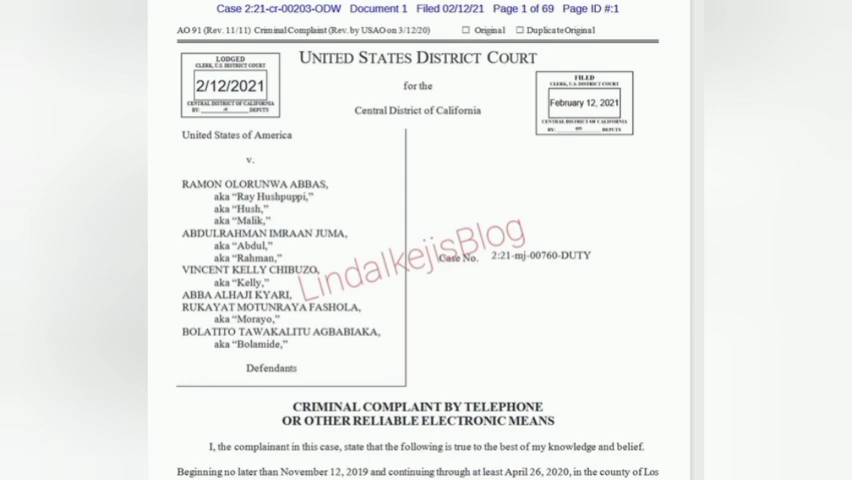 Case 2:21-cr-00203-ODW Document 1 Filed 02/12/21 Page 1 of 69 Page ID #:1
AO 91 (Rev. 11/11) Criminal Complaint (Rev. by USAO on 3/12/20) ☐ Original ☐ Duplicate Original
LODGED
CLERK, U.S. DISTRICT COURT
2/12/2021
CENTRAL DISTRICT OF CALIFORNIA
BY: DEPUTY
UNITED STATES DISTRICT COURT
for the
Central District of California
FILED
CLERK, U.S. DISTRICT COURT
February 12, 2021
CENTRAL DISTRICT OF CALIFORNIA
BY: DEPUTY
United States of America
v.
RAMON OLORUNWA ABBAS,
aka “Ray Hushpuppi,”
aka “Hush,”
aka “Malik,”
ABDULRAHMAN IMRAAN JUMA,
aka “Abdul,”
aka “Rahman,”
VINCENT KELLY CHIBUZO,
aka “Kelly,”
ABBA ALHAJI KYARI,
RUKAYAT MOTUNRAYA FASHOLA,
aka “Morayo,”
BOLATITO TAWAKALITU AGBABIAKA,
aka “Bolamide,”
Defendants
LindaIkejisBlog
Case No. 2:21-mj-00760-DUTY
CRIMINAL COMPLAINT BY TELEPHONE
OR OTHER RELIABLE ELECTRONIC MEANS
I, the complainant in this case, state that the following is true to the best of my knowledge and belief.
Beginning no later than November 12, 2019 and continuing through at least April 26, 2020, in the county of Los